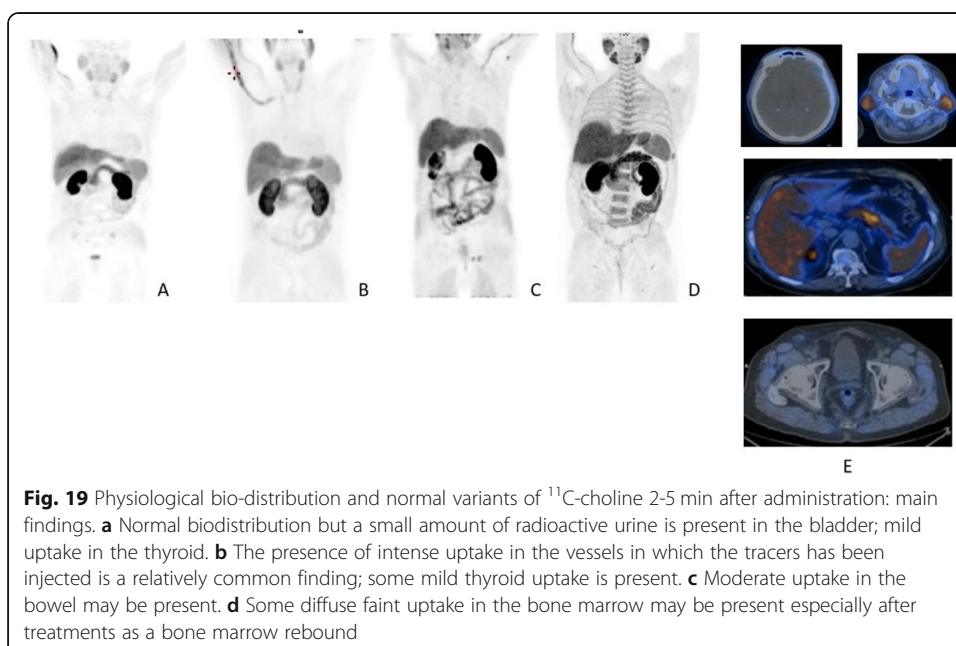 A
B
C
D
E
Fig. 19 Physiological bio-distribution and normal variants of ¹¹C-choline 2-5 min after administration: main
findings. a Normal biodistribution but a small amount of radioactive urine is present in the bladder; mild
uptake in the thyroid. b The presence of intense uptake in the vessels in which the tracers has been
injected is a relatively common finding; some mild thyroid uptake is present. c Moderate uptake in the
bowel may be present. d Some diffuse faint uptake in the bone marrow may be present especially after
treatments as a bone marrow rebound